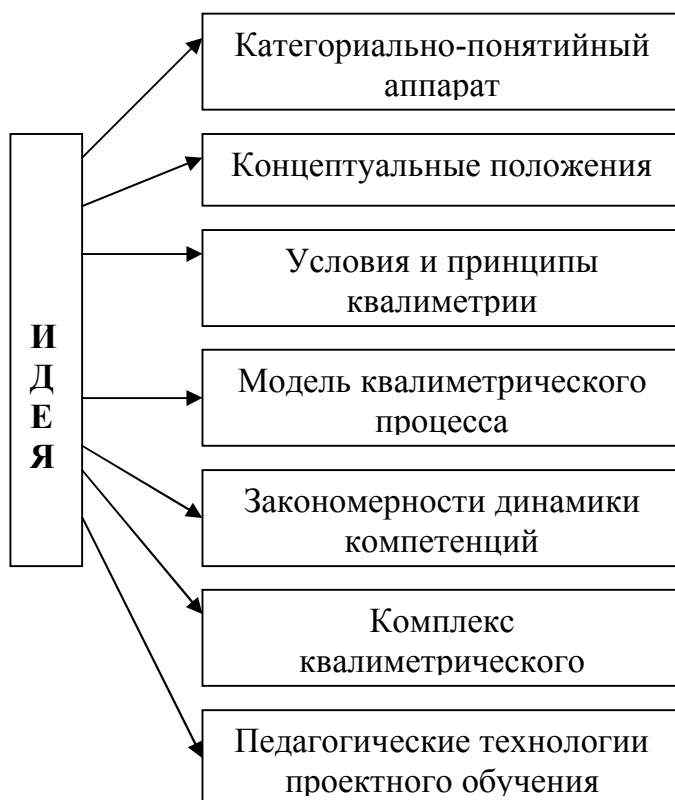 Категориально-понятийный
аппарат
Концептуальные положения
Условия и принципы
квалиметрии
И
Д
Е
Я
Модель квалиметрического
процесса
Закономерности динамики
компетенций
Комплекс
квалиметрического
Педагогические технологии
проектного обучения